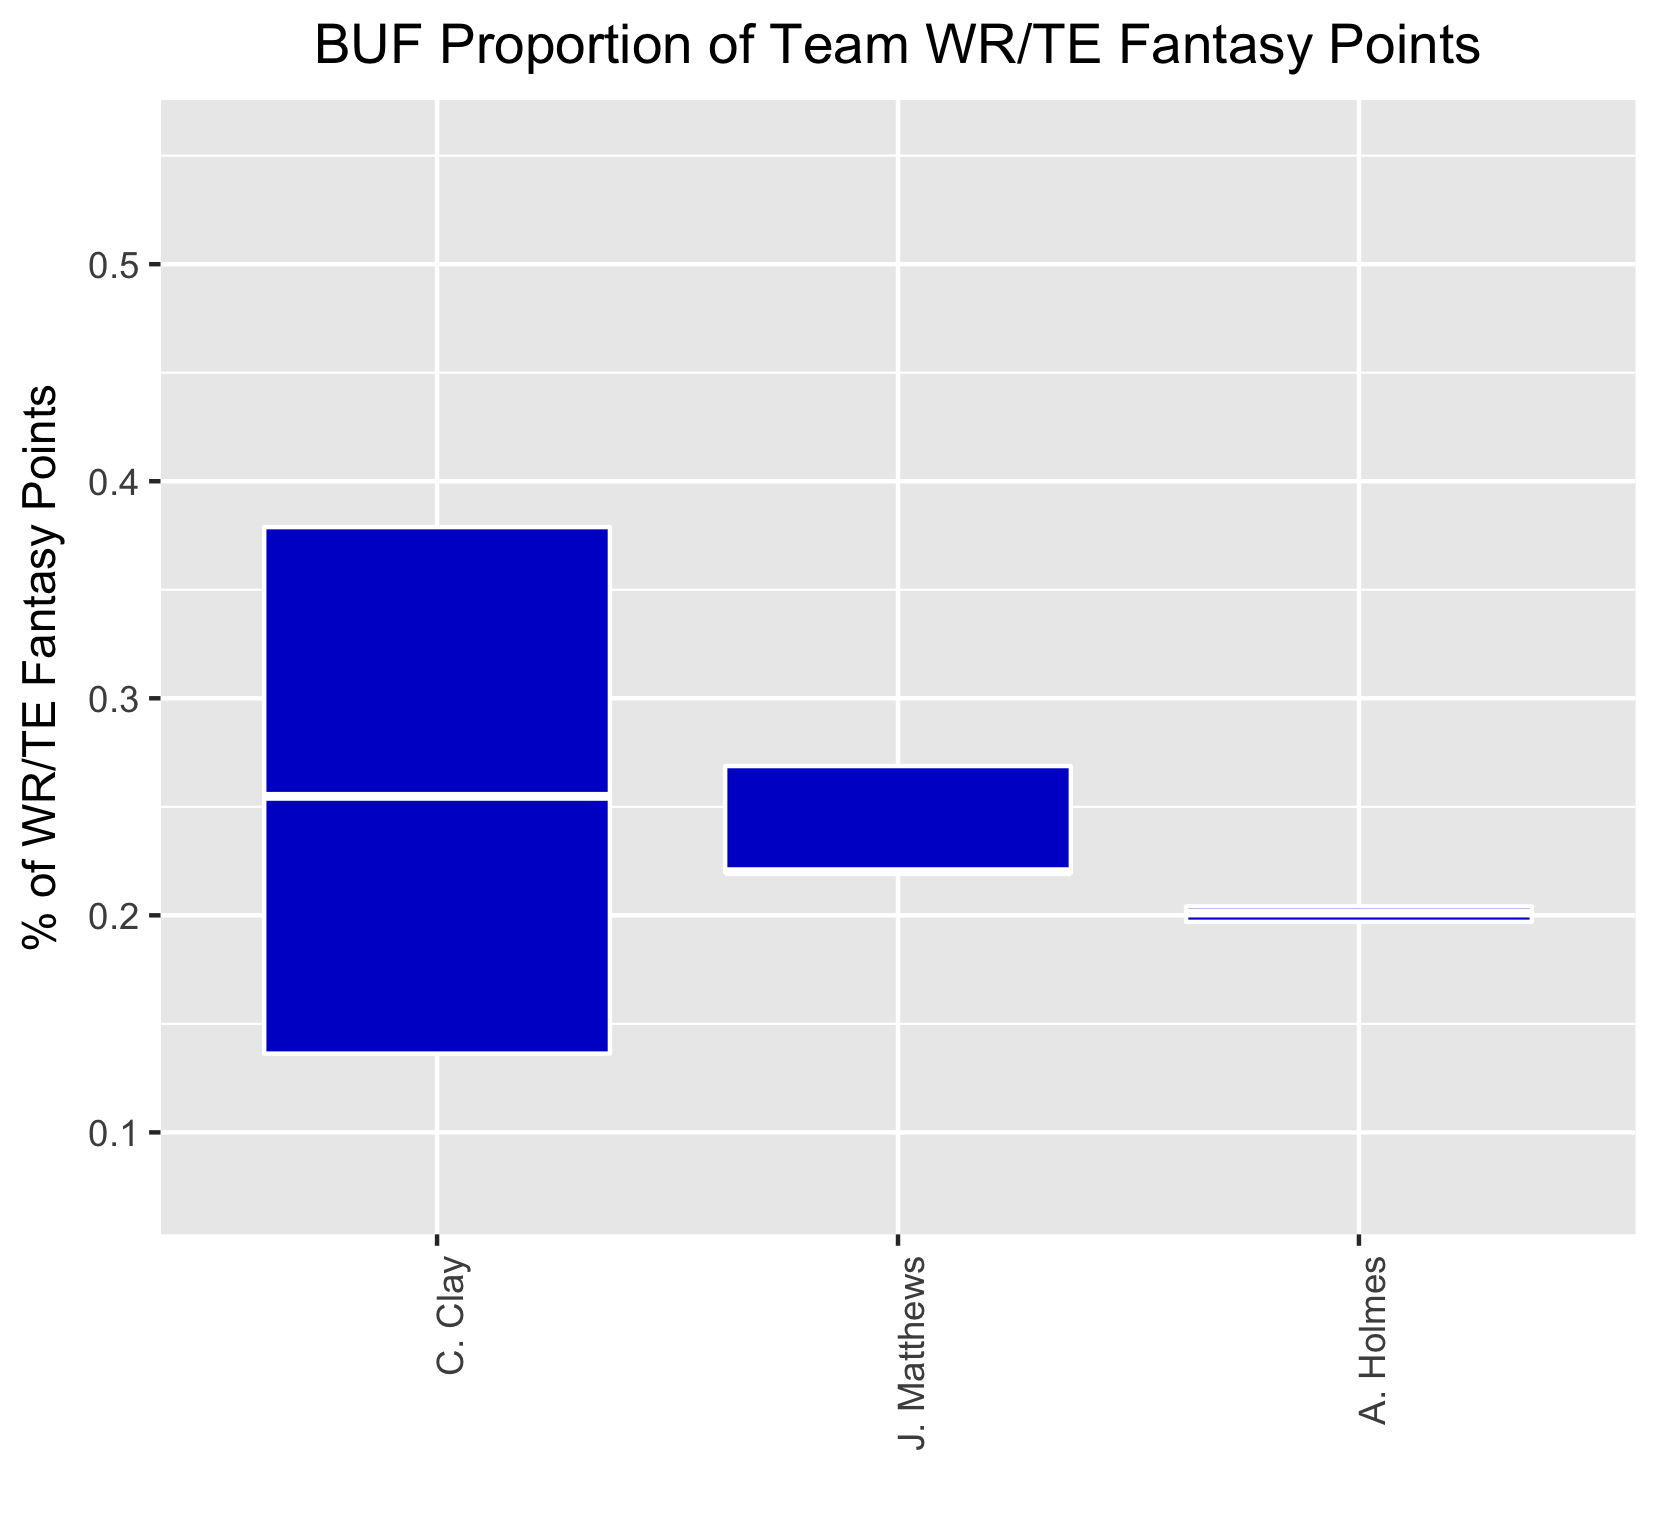 BUF Proportion of Team WR/TE Fantasy Points
% of WR/TE Fantasy Points
0.5
0.4
0.3
0.2
0.1
C. Clay
J. Matthews
A. Holmes